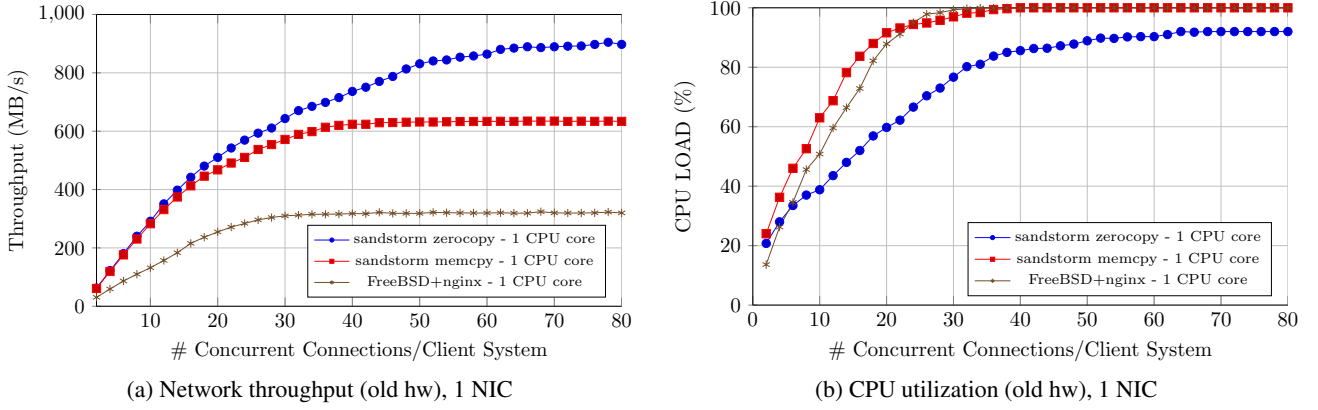 1,000
800
600
400
200
0
Throughput (MB/s)
10 20 30 40 50 60 70 80
# Concurrent Connections/Client System
sandstorm zerocopy - 1 CPU core
sandstorm memcpy - 1 CPU core
FreeBSD+nginx - 1 CPU core
(a) Network throughput (old hw), 1 NIC
100
80
60
40
20
0
CPU LOAD (%)
0 10 20 30 40 50 60 70 80
# Concurrent Connections/Client System
sandstorm zerocopy - 1 CPU core
sandstorm memcpy - 1 CPU core
FreeBSD+nginx - 1 CPU core
(b) CPU utilization (old hw), 1 NIC